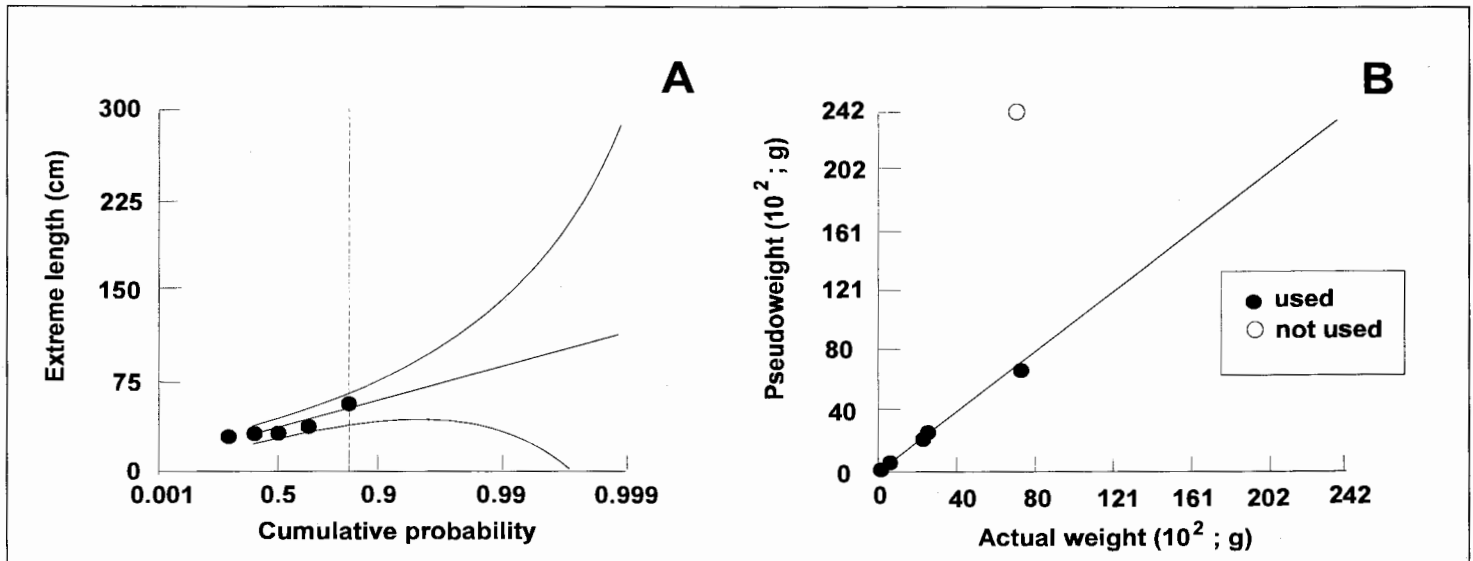 A
300
225
150
75
0
Extreme length (cm)
0.001 0.5 0.9 0.99 0.999
Cumulative probability
B
242
202
161
121
80
40
0
Pseudoweight (10² ; g)
0 40 80 121 161 202 242
Actual weight (10² ; g)
used
not used